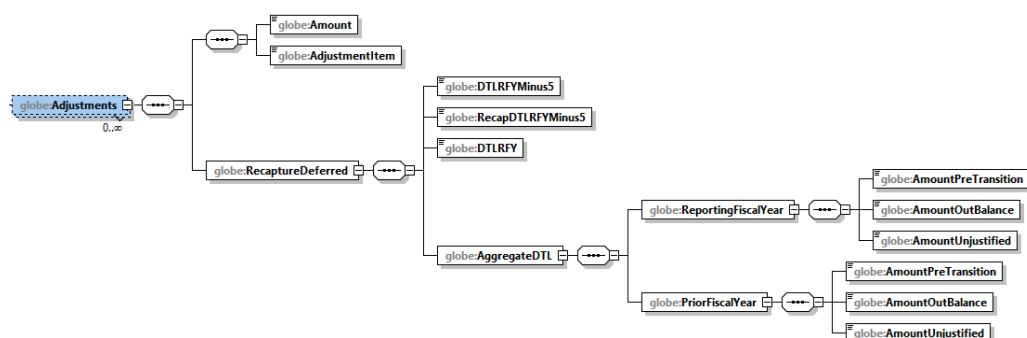 globe:Amount
globe:AdjustmentItem
globe:Adjustments
0..∞
globe:DTLRFYMinus5
globe:RecapDTLRFYMinus5
globe:DTLRFY
globe:RecaptureDeferred
globe:AmountPreTransition
globe:ReportingFiscalYear
globe:AmountOutBalance
globe:AmountUnjustified
globe:AggregateDTL
globe:AmountPreTransition
globe:PriorFiscalYear
globe:AmountOutBalance
globe:AmountUnjustified